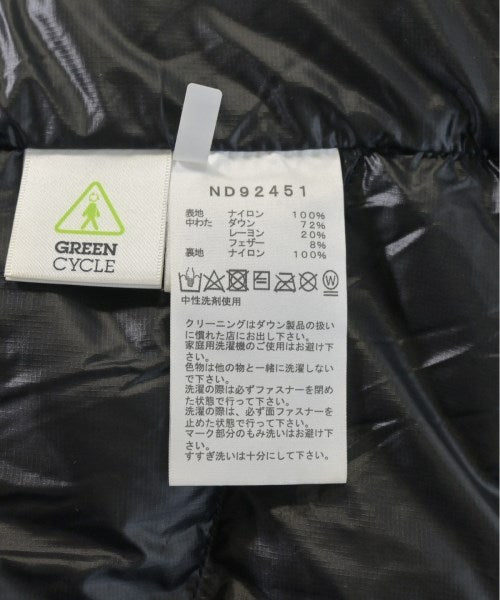 GREEN
CYCLE
ND92451
表地 ナイロン 100%
中わた ダウン 72%
レーヨン 20%
フェザー 8%
裏地 ナイロン 100%
W
中性洗剤使用
クリーニングはダウン製品の扱い
に慣れた店にお出し下さい。
家庭用洗濯機のご使用はお避け下
さい。
色物は他の物と一緒に洗濯しない
で下さい。
洗濯の際は必ずファスナーを閉め
た状態で行って下さい。
洗濯の際は、必ず面ファスナーを
止めた状態で行って下さい。
マーク部分のもみ洗いはお避け下
さい。
すすぎ洗いは十分にして下さい。